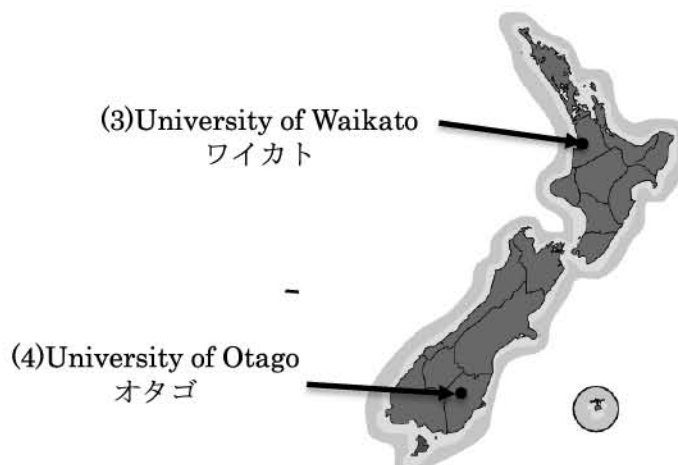 (3)University of Waikato
ワイカト
(4)University of Otago
オタゴ